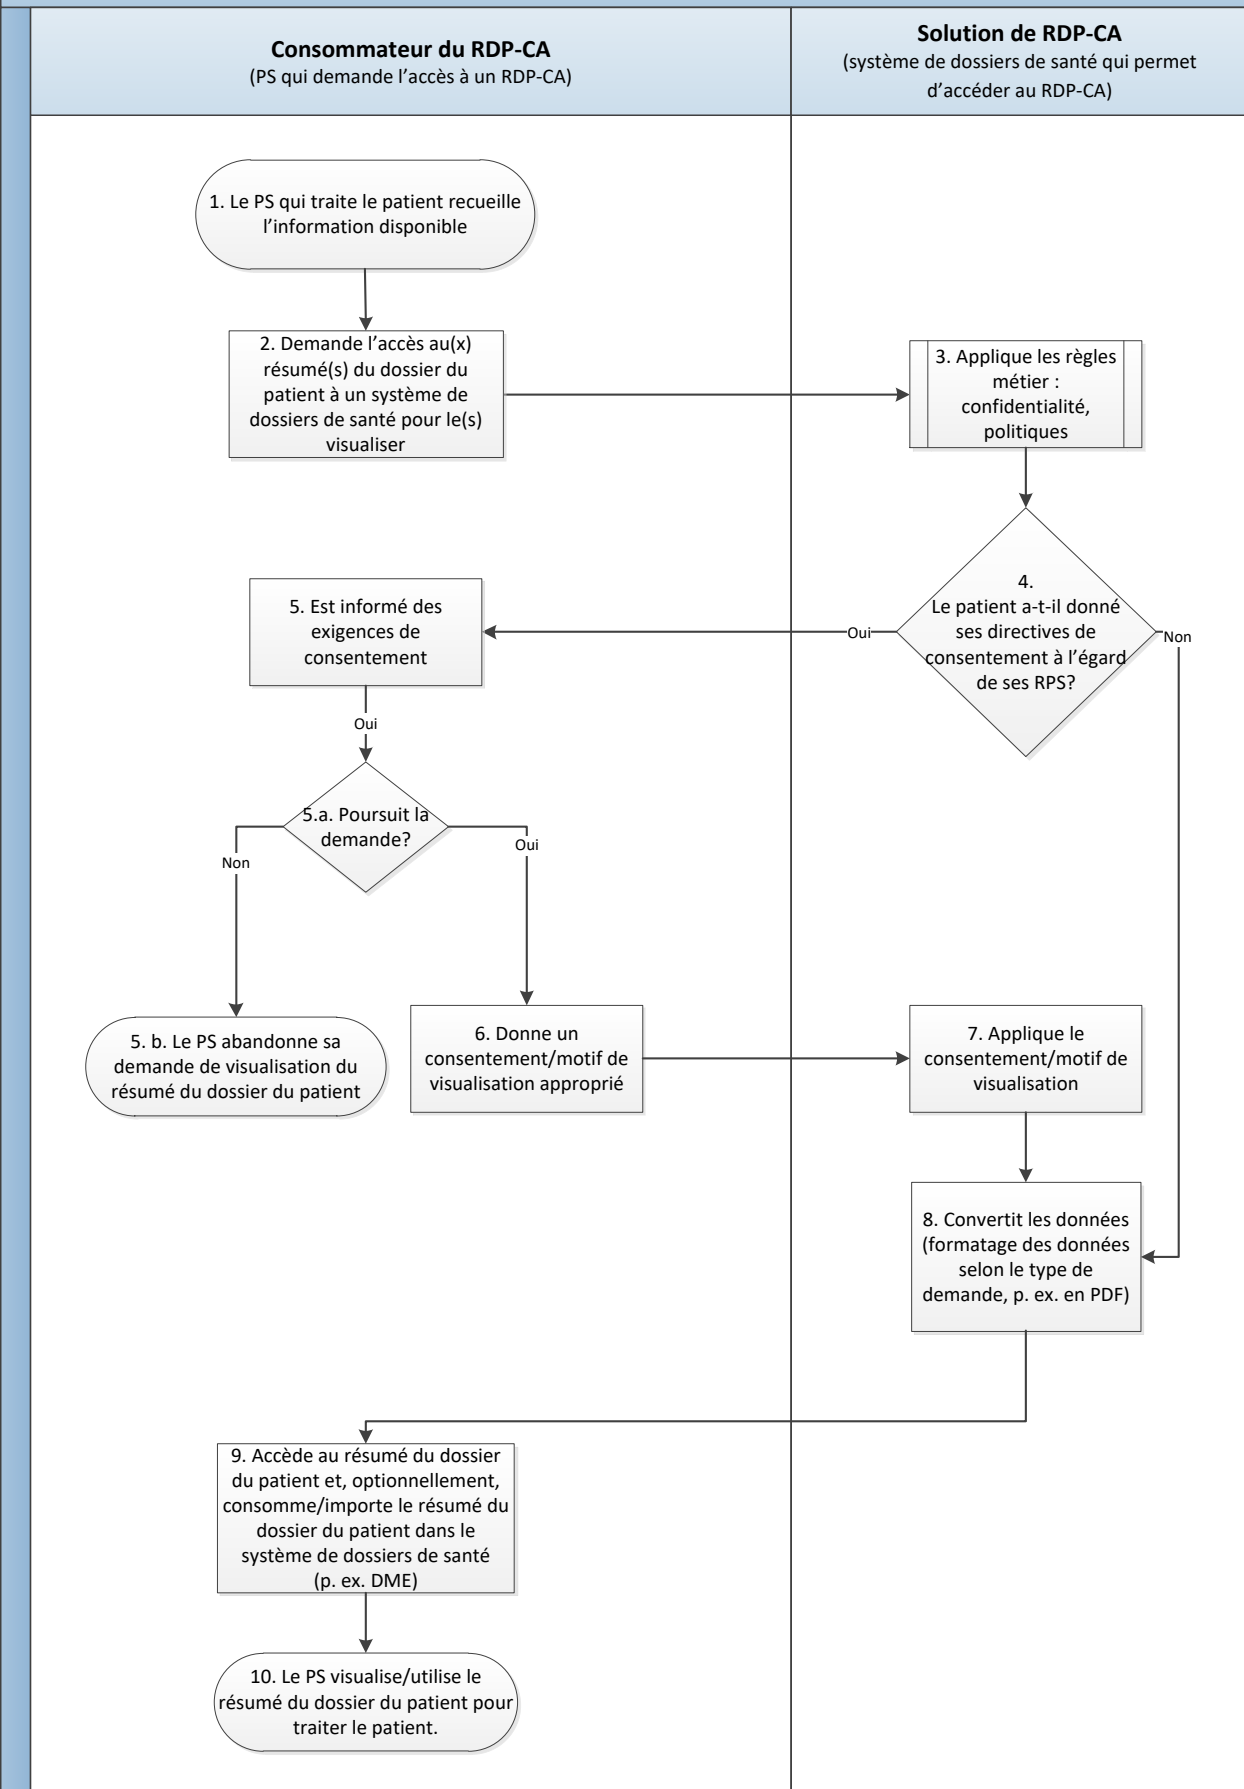 Consommateur du RDP-CA
(PS qui demande l'accès à un RDP-CA)
Solution de RDP-CA
(système de dossiers de santé qui permet
d'accéder au RDP-CA)
1. Le PS qui traite le patient recueille
l'information disponible
2. Demande l'accès au(x)
résumé(s) du dossier du
patient à un système de
dossiers de santé pour le(s)
visualiser
3. Applique les règles
métier :
confidentialité,
politiques
4.
Le patient a-t-il donné
ses directives de
consentement à l'égard
de ses RPS?
Oui
Non
5. Est informé des
exigences de
consentement
Oui
5.a. Poursuit la
demande?
Non
Oui
5. b. Le PS abandonne sa
demande de visualisation du
résumé du dossier du patient
6. Donne un
consentement/motif de
visualisation approprié
7. Applique le
consentement/motif de
visualisation
8. Convertit les données
(formatage des données
selon le type de
demande, p. ex. en PDF)
9. Accède au résumé du dossier
du patient et, optionnellement,
consomme/importe le résumé du
dossier du patient dans le
système de dossiers de santé
(p. ex. DME)
10. Le PS visualise/utilise le
résumé du dossier du patient pour
traiter le patient.